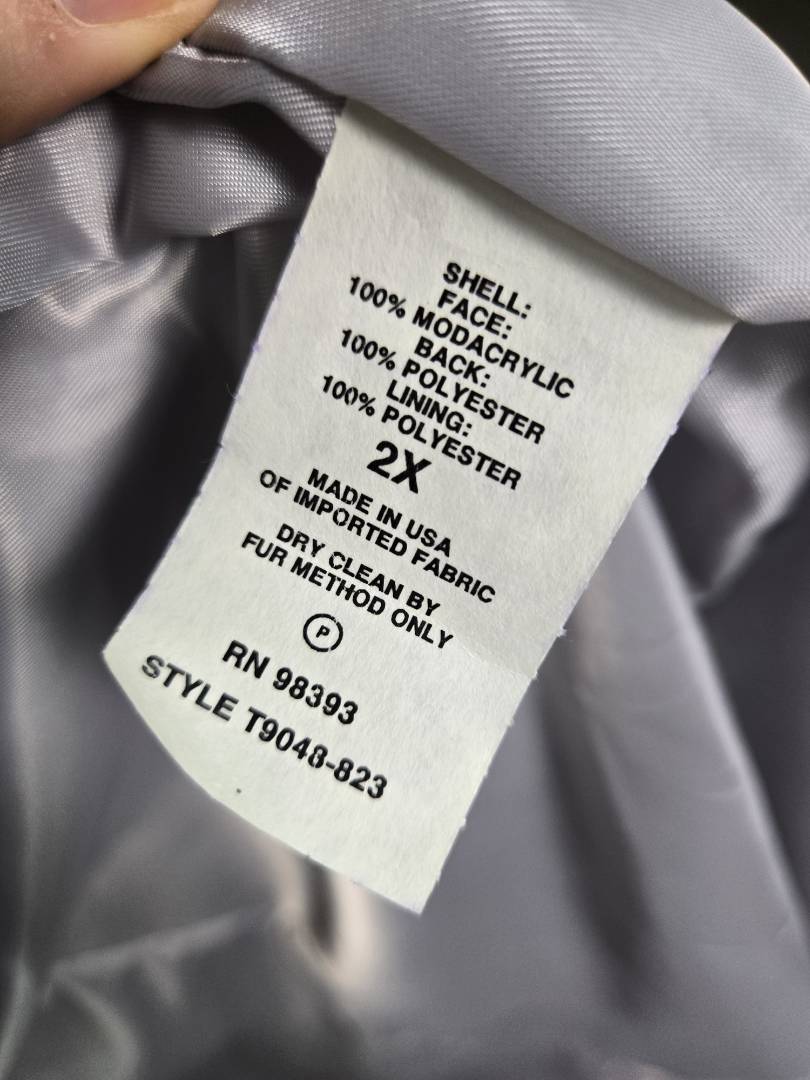 SHELL:
FACE:
100% MODACRYLIC
BACK:
100% POLYESTER
LINING:
100% POLYESTER
2X
MADE IN USA
OF IMPORTED FABRIC
DRY CLEAN BY
FUR METHOD ONLY
P
RN 98393
STYLE T9048-823